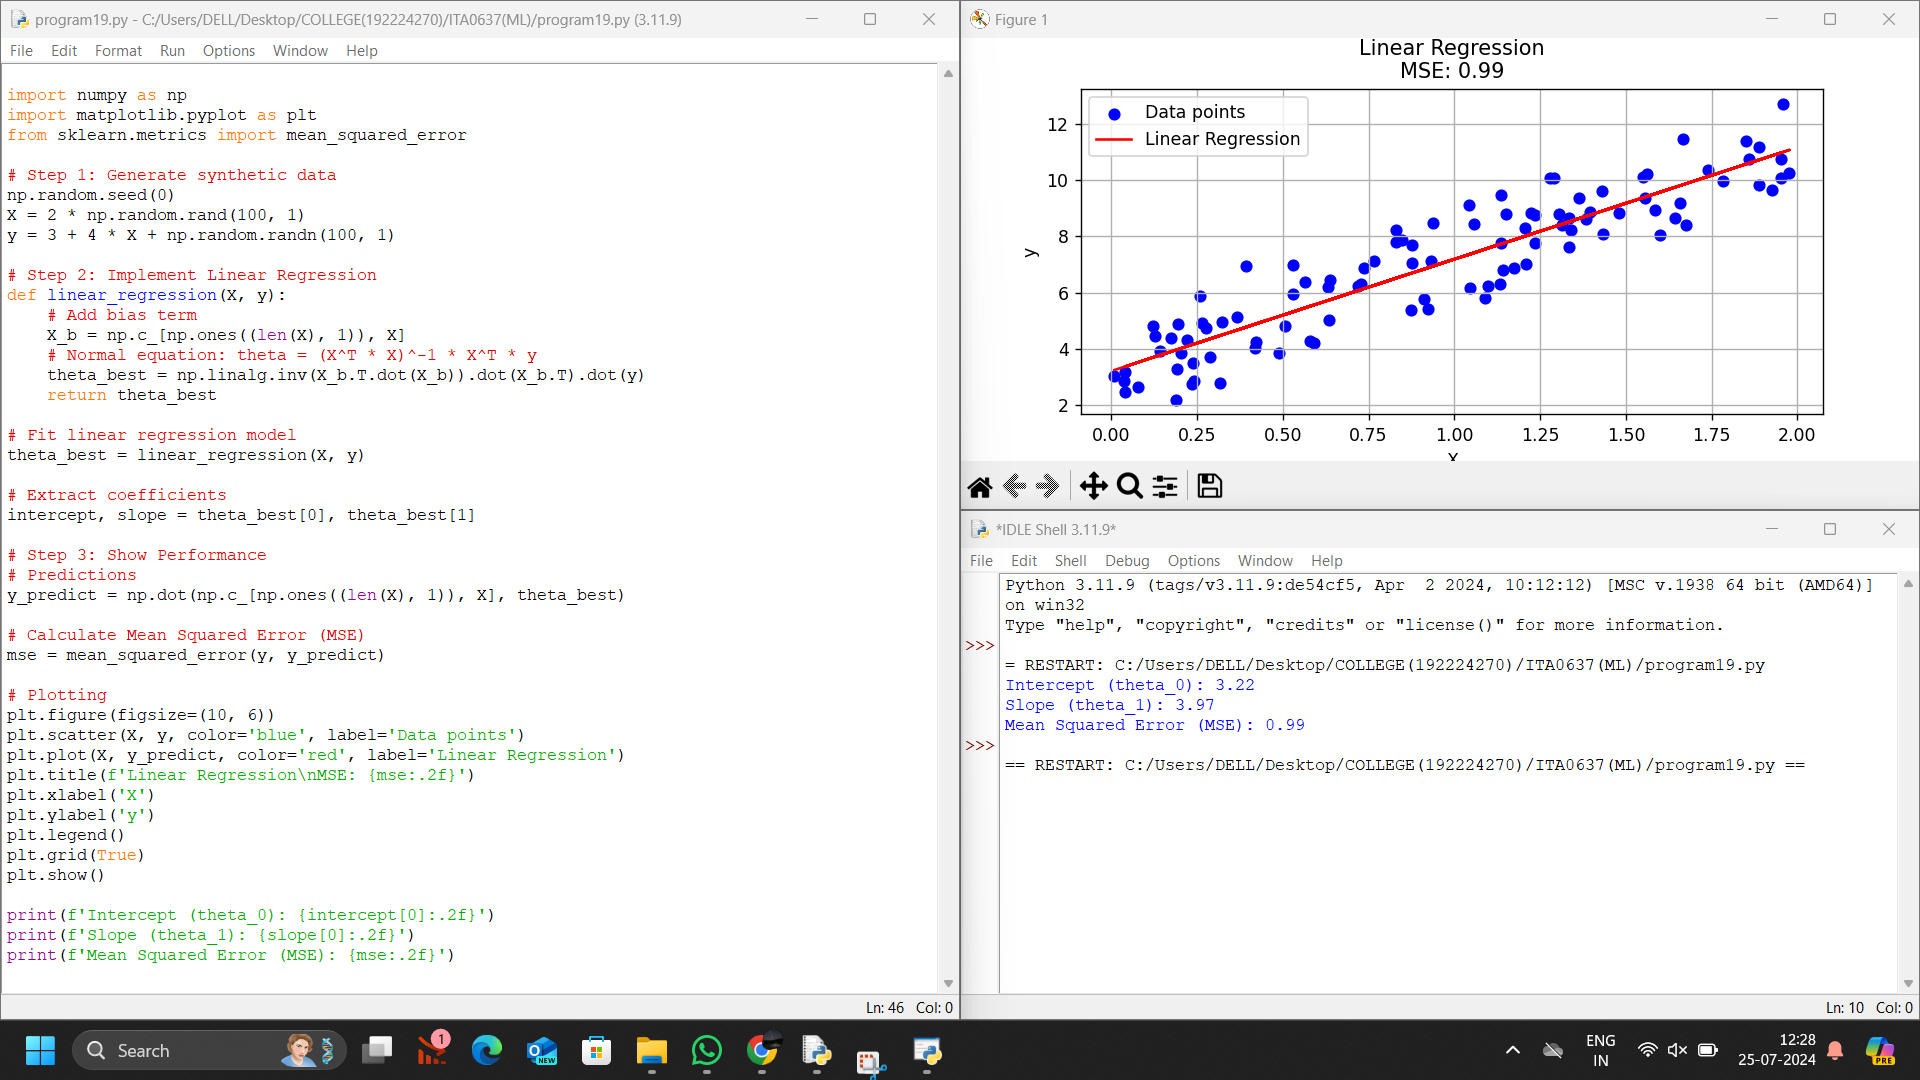 program19.py - C:/Users/DELL/Desktop/COLLEGE(192224270)/ITA0637(ML)/program19.py (3.11.9)
File Edit Format Run Options Window Help
import numpy as np
import matplotlib.pyplot as plt
from sklearn.metrics import mean_squared_error
# Step 1: Generate synthetic data
np.random.seed(0)
X = 2 * np.random.rand(100, 1)
y = 3 + 4 * X + np.random.randn(100, 1)
# Step 2: Implement Linear Regression
def linear_regression(X, y):
    # Add bias term
    X_b = np.c_[np.ones((len(X), 1)), X]
    # Normal equation: theta = (X^T * X)^-1 * X^T * y
    theta_best = np.linalg.inv(X_b.T.dot(X_b)).dot(X_b.T).dot(y)
    return theta_best
# Fit linear regression model
theta_best = linear_regression(X, y)
# Extract coefficients
intercept, slope = theta_best[0], theta_best[1]
# Step 3: Show Performance
# Predictions
y_predict = np.dot(np.c_[np.ones((len(X), 1)), X], theta_best)
# Calculate Mean Squared Error (MSE)
mse = mean_squared_error(y, y_predict)
# Plotting
plt.figure(figsize=(10, 6))
plt.scatter(X, y, color='blue', label='Data points')
plt.plot(X, y_predict, color='red', label='Linear Regression')
plt.title(f'Linear Regression\nMSE: {mse:.2f}')
plt.xlabel('X')
plt.ylabel('y')
plt.legend()
plt.grid(True)
plt.show()
print(f'Intercept (theta_0): {intercept[0]:.2f}')
print(f'Slope (theta_1): {slope[0]:.2f}')
print(f'Mean Squared Error (MSE): {mse:.2f}')
Ln: 46 Col: 0
Figure 1
Linear Regression
MSE: 0.99
Data points
Linear Regression
12
10
8
6
4
2
y
0.00 0.25 0.50 0.75 1.00 1.25 1.50 1.75 2.00
X
*IDLE Shell 3.11.9*
File Edit Shell Debug Options Window Help
Python 3.11.9 (tags/v3.11.9:de54cf5, Apr  2 2024, 10:12:12) [MSC v.1938 64 bit (AMD64)]
on win32
Type "help", "copyright", "credits" or "license()" for more information.
>>>
= RESTART: C:/Users/DELL/Desktop/COLLEGE(192224270)/ITA0637(ML)/program19.py
Intercept (theta_0): 3.22
Slope (theta_1): 3.97
Mean Squared Error (MSE): 0.99
>>>
== RESTART: C:/Users/DELL/Desktop/COLLEGE(192224270)/ITA0637(ML)/program19.py ==
Ln: 10 Col: 0
Search
1
NEW
ENG
IN
12:28
25-07-2024
PRE